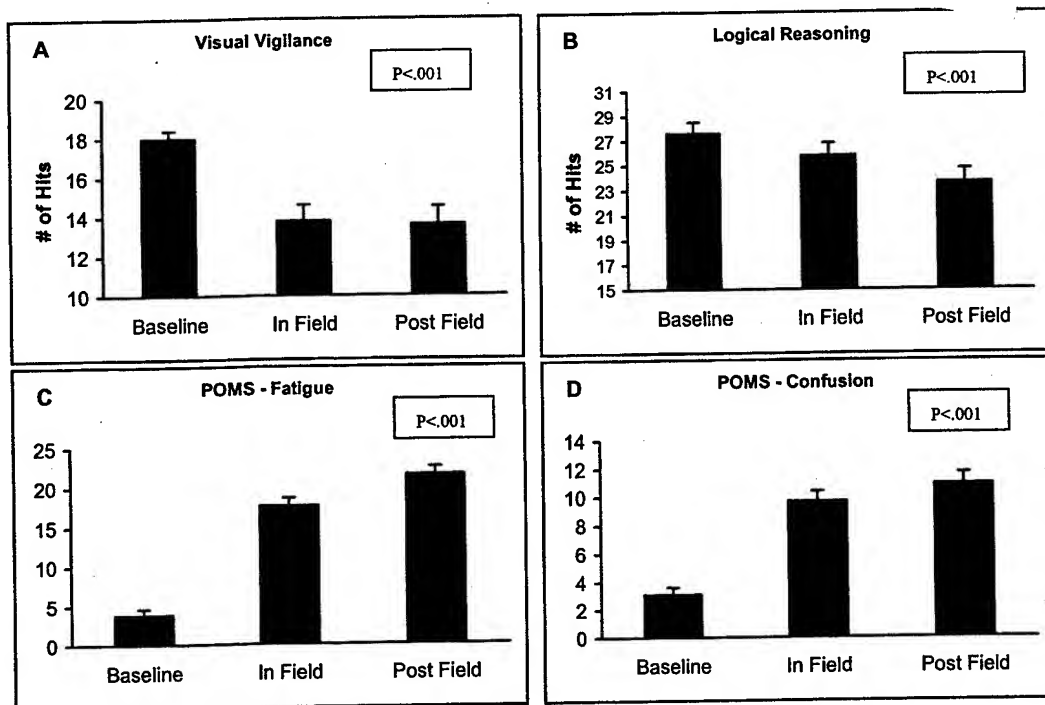 A
Visual Vigilance
P<.001
# of Hits
20
18
16
14
12
10
Baseline
In Field
Post Field
B
Logical Reasoning
P<.001
# of Hits
31
29
27
25
23
21
19
17
15
Baseline
In Field
Post Field
C
POMS - Fatigue
P<.001
25
20
15
10
5
0
Baseline
In Field
Post Field
D
POMS - Confusion
P<.001
14
12
10
8
6
4
2
0
Baseline
In Field
Post Field